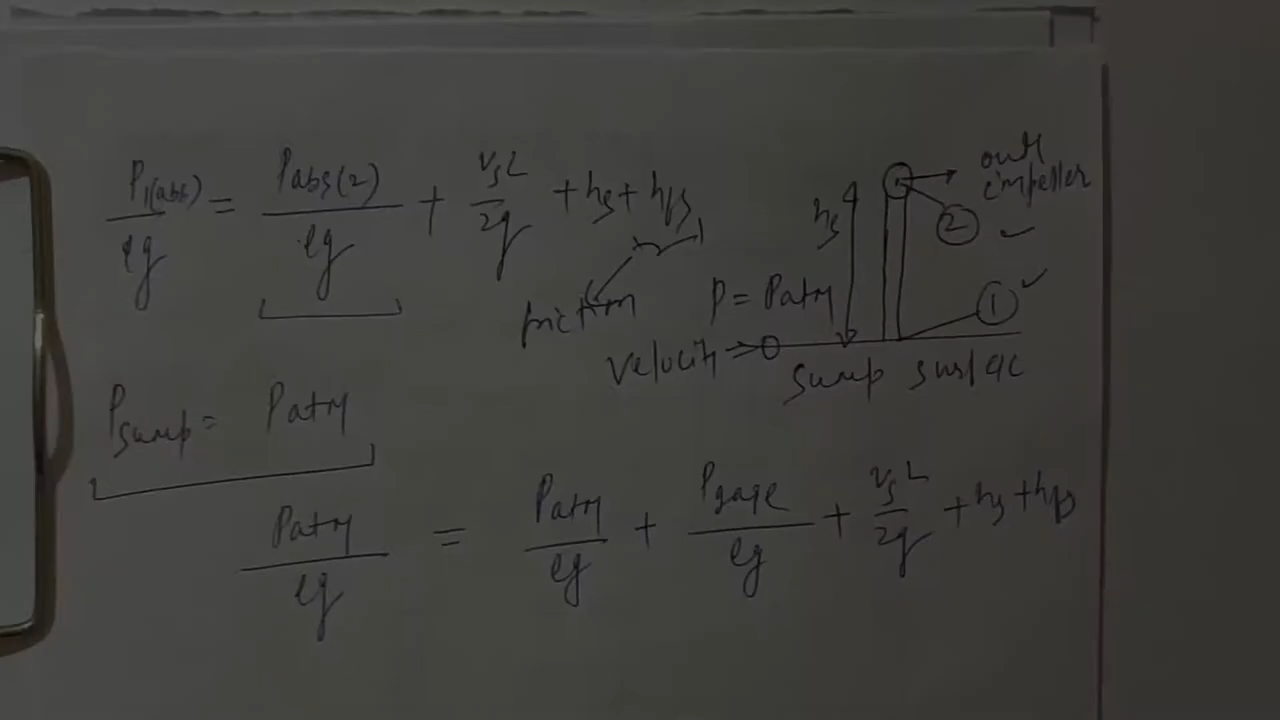 P1(abs)/ρg = Pabs(2)/ρg + Vs²/2g + hs + hfs
friction
P = Patm
velocity → 0
hs
out
impeller
2
1
sump surface
Psump = Patm
Patm/ρg = Patm/ρg + Pgage/ρg + Vs²/2g + hs + hfs